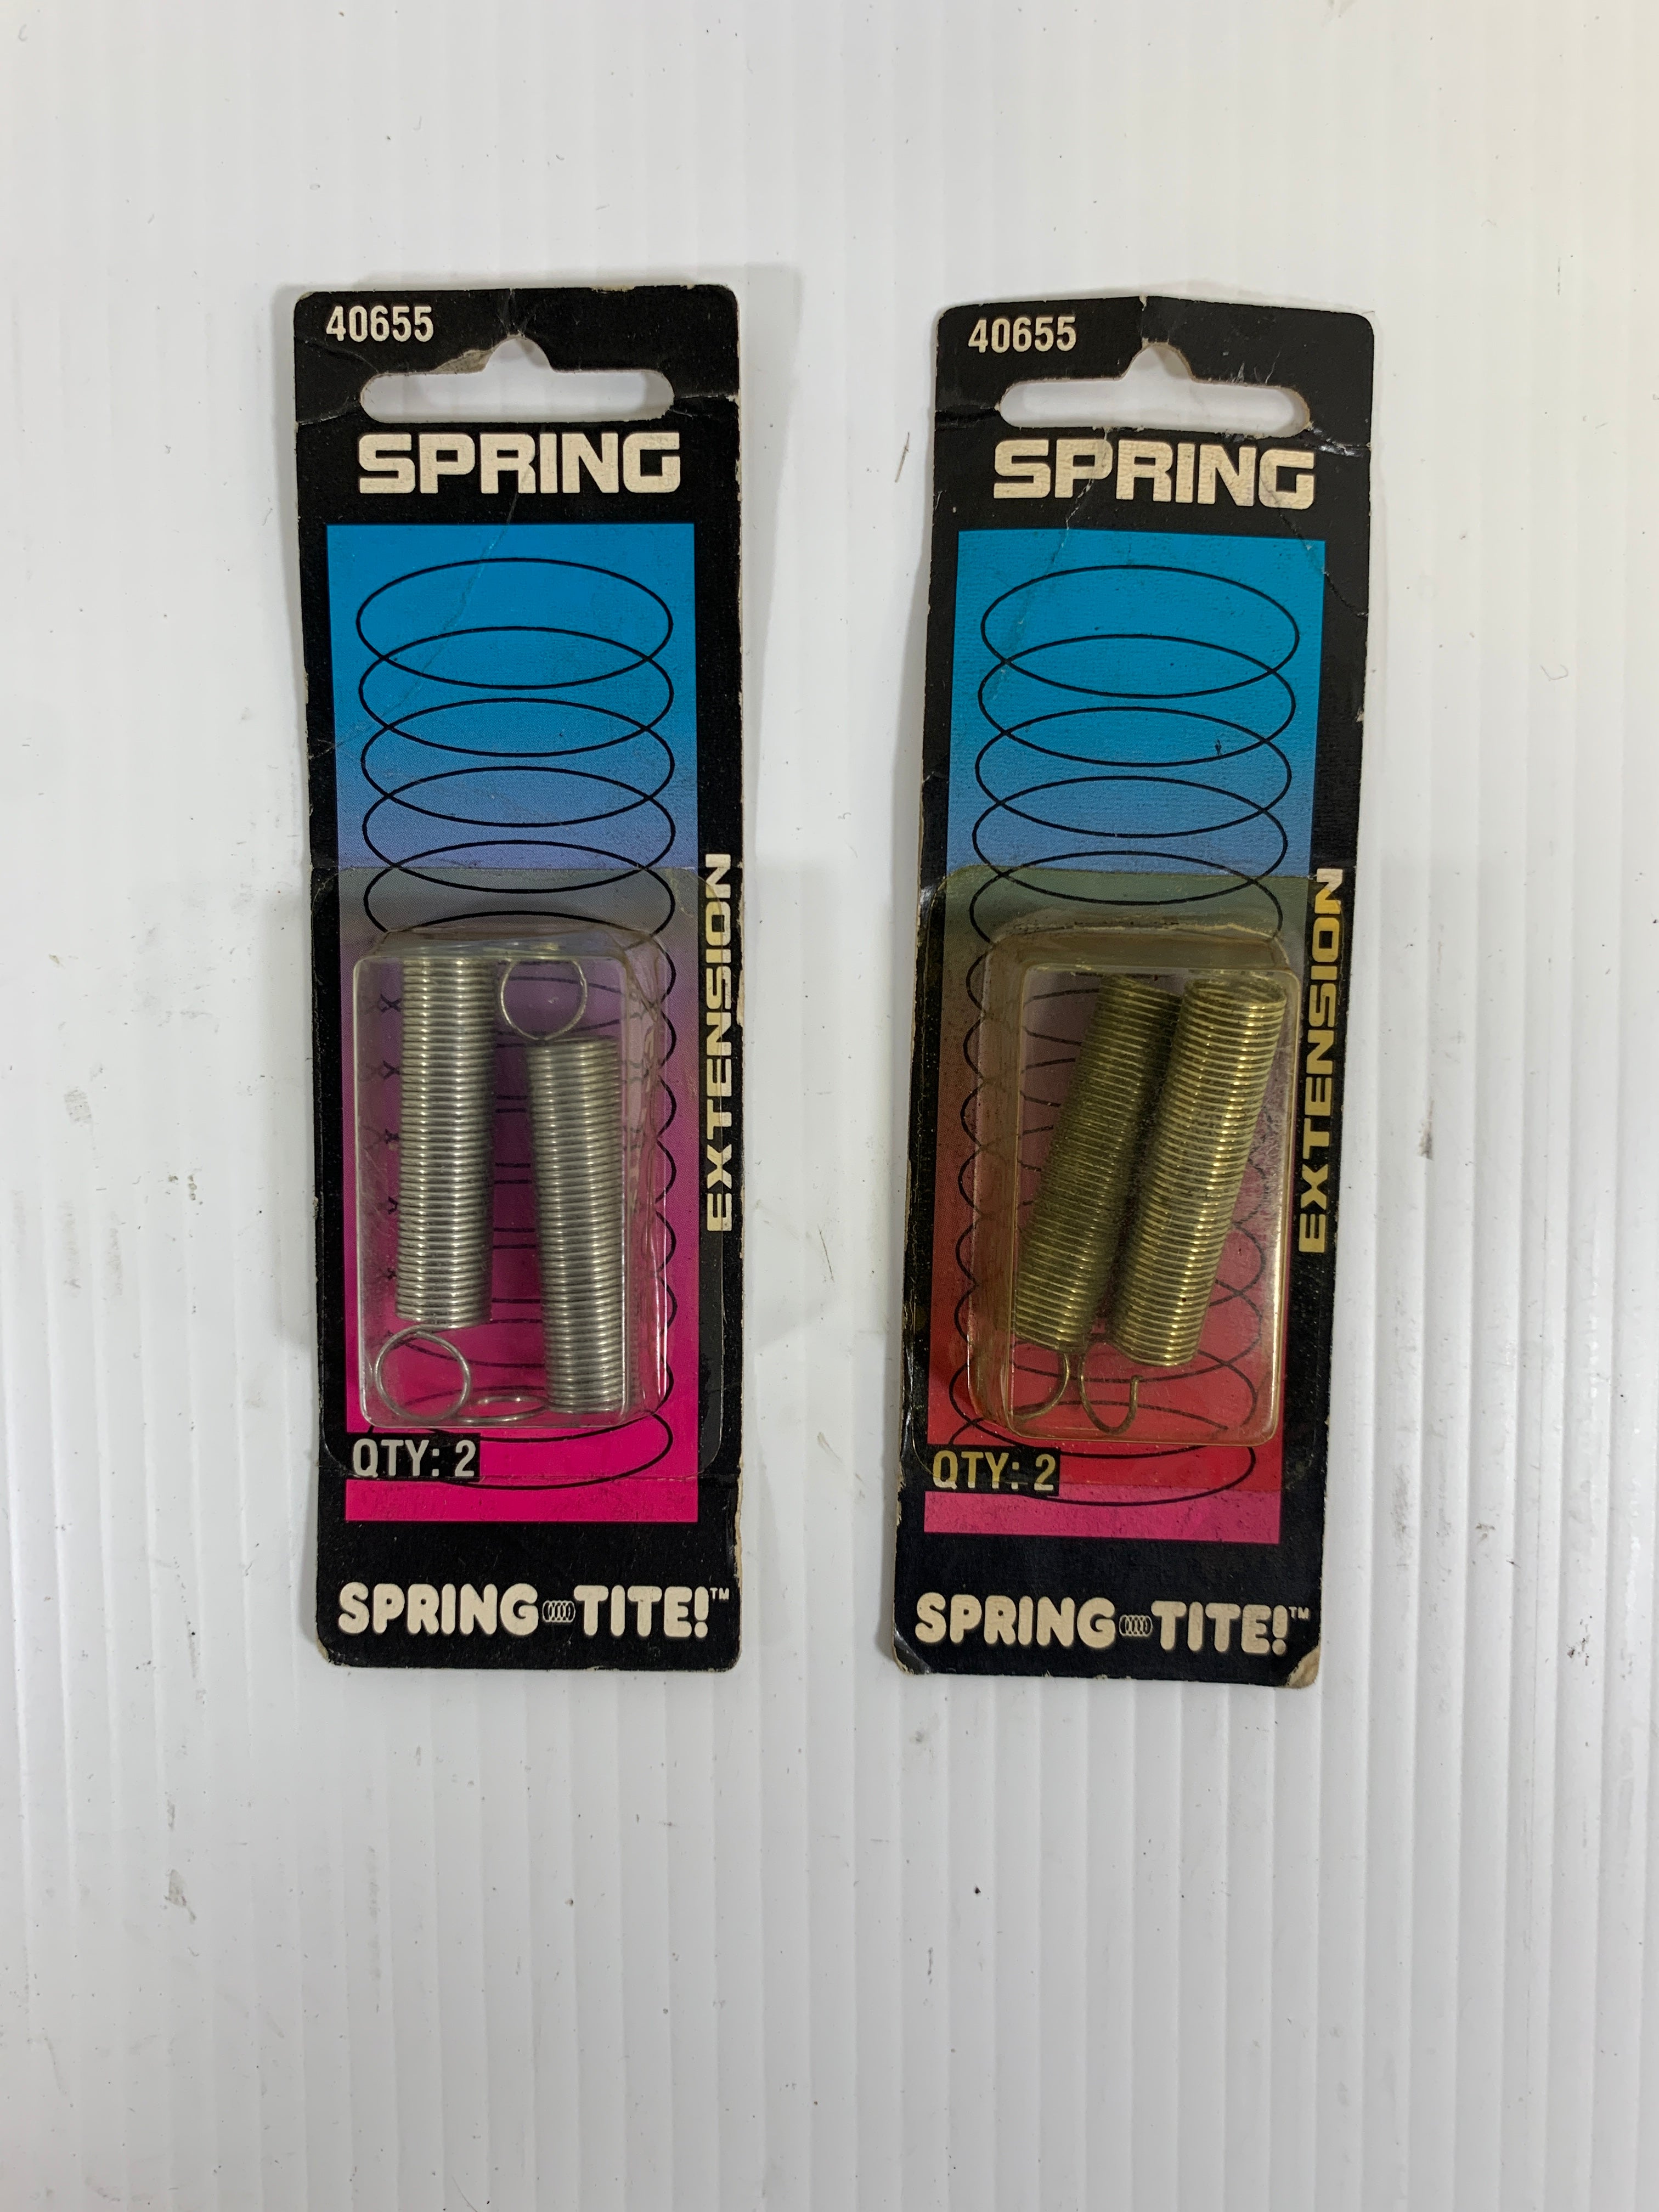 40655
SPRING
EXTENSION
QTY: 2
SPRING TITE!™
40655
SPRING
EXTENSION
QTY: 2
SPRING TITE!™